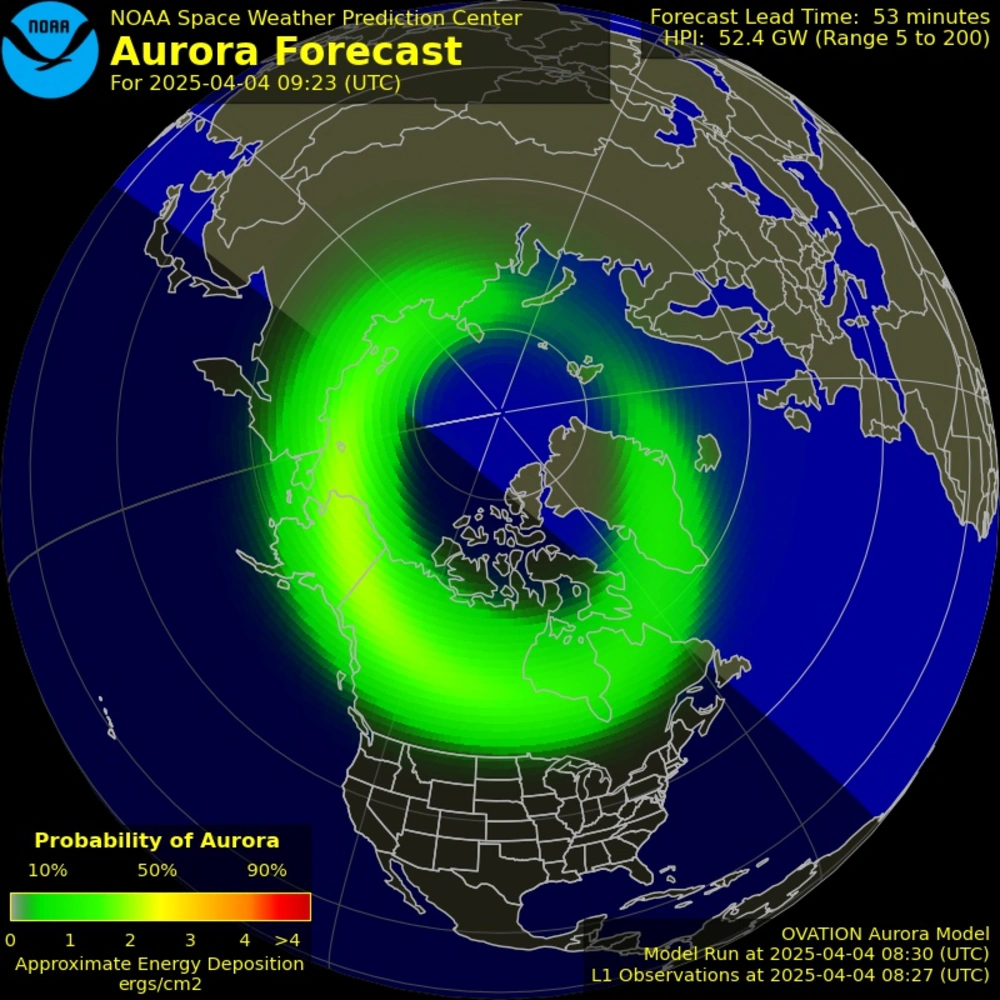 NOAA
NOAA Space Weather Prediction Center
Aurora Forecast
For 2025-04-04 09:23 (UTC)
Forecast Lead Time: 53 minutes
HPI: 52.4 GW (Range 5 to 200)
Probability of Aurora
10% 50% 90%
0 1 2 3 4 >4
Approximate Energy Deposition
ergs/cm2
OVATION Aurora Model
Model Run at 2025-04-04 08:30 (UTC)
L1 Observations at 2025-04-04 08:27 (UTC)